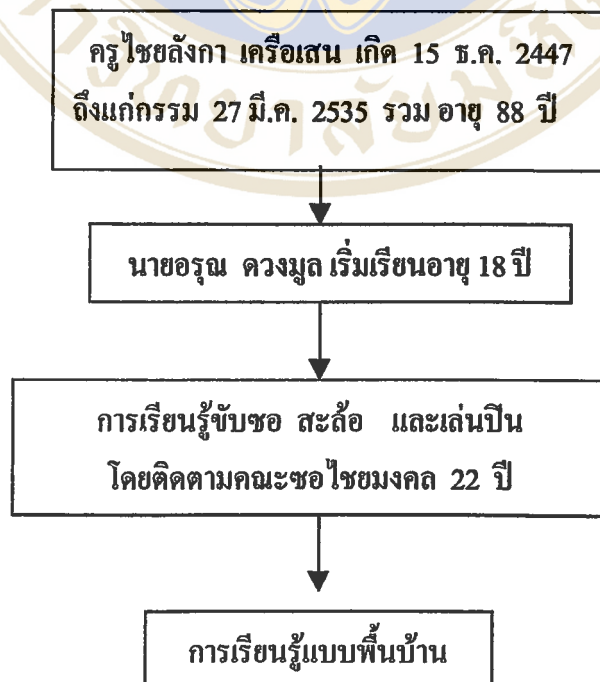 ครูไชยลังกา เครือเสน เกิด 15 ธ.ค. 2447
ถึงแก่กรรม 27 มี.ค. 2535 รวม อายุ 88 ปี
นายอรุณ ดวงมูล เริ่มเรียนอายุ 18 ปี
การเรียนรู้ขับซอ สะล้อ และเล่นปิน
โดยติดตามคณะซอไชยมงคล 22 ปี
การเรียนรู้แบบพื้นบ้าน